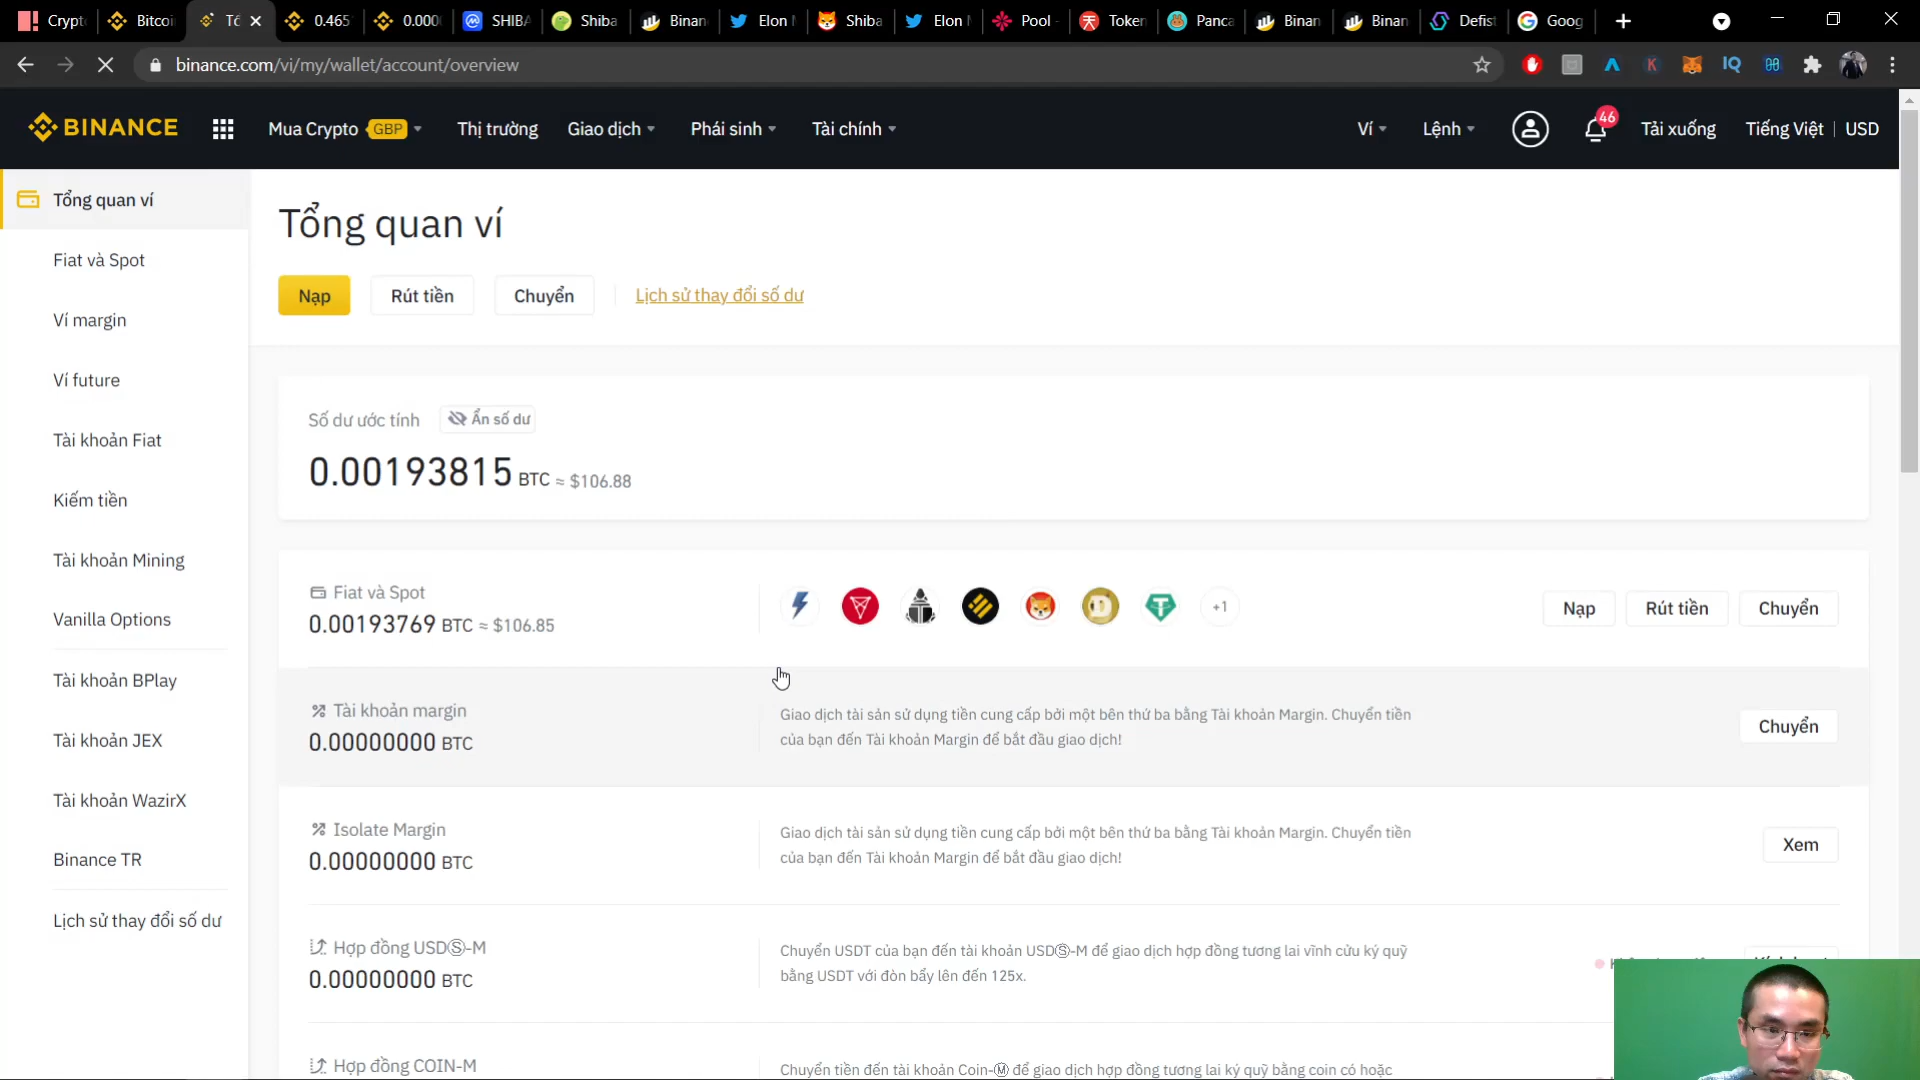 Crypt
Bitcoi
Tổ
0.465
0.000
SHIBA
Shiba
Binan
Elon
Shiba
Elon
Pool -
Token
Panca
Binan
Binan
Defist
Goog
binance.com/vi/my/wallet/account/overview
BINANCE
Mua Crypto GBP
Thị trường
Giao dịch
Phái sinh
Tài chính
Ví
Lệnh
46
Tải xuống
Tiếng Việt
USD
Tổng quan ví
Fiat và Spot
Ví margin
Ví future
Tài khoản Fiat
Kiếm tiền
Tài khoản Mining
Vanilla Options
Tài khoản BPlay
Tài khoản JEX
Tài khoản WazirX
Binance TR
Lịch sử thay đổi số dư
Tổng quan ví
Nạp
Rút tiền
Chuyển
Lịch sử thay đổi số dư
Số dư ước tính
Ẩn số dư
0.00193815 BTC ≈ $106.88
Fiat và Spot
0.00193769 BTC ≈ $106.85
+1
Nạp
Rút tiền
Chuyển
Tài khoản margin
0.00000000 BTC
Giao dịch tài sản sử dụng tiền cung cấp bởi một bên thứ ba bằng Tài khoản Margin. Chuyển tiền
của bạn đến Tài khoản Margin để bắt đầu giao dịch!
Chuyển
Isolate Margin
0.00000000 BTC
Giao dịch tài sản sử dụng tiền cung cấp bởi một bên thứ ba bằng Tài khoản Margin. Chuyển tiền
của bạn đến Tài khoản Margin để bắt đầu giao dịch!
Xem
Hợp đồng USDⓈ-M
0.00000000 BTC
Chuyển USDT của bạn đến tài khoản USDⓈ-M để giao dịch hợp đồng tương lai vĩnh cửu ký quỹ
bằng USDT với đòn bẩy lên đến 125x.
Hợp đồng COIN-M
Chuyển tiền đến tài khoản Coin-Ⓜ để giao dịch hợp đồng tương lai ký quỹ bằng coin có hoặc